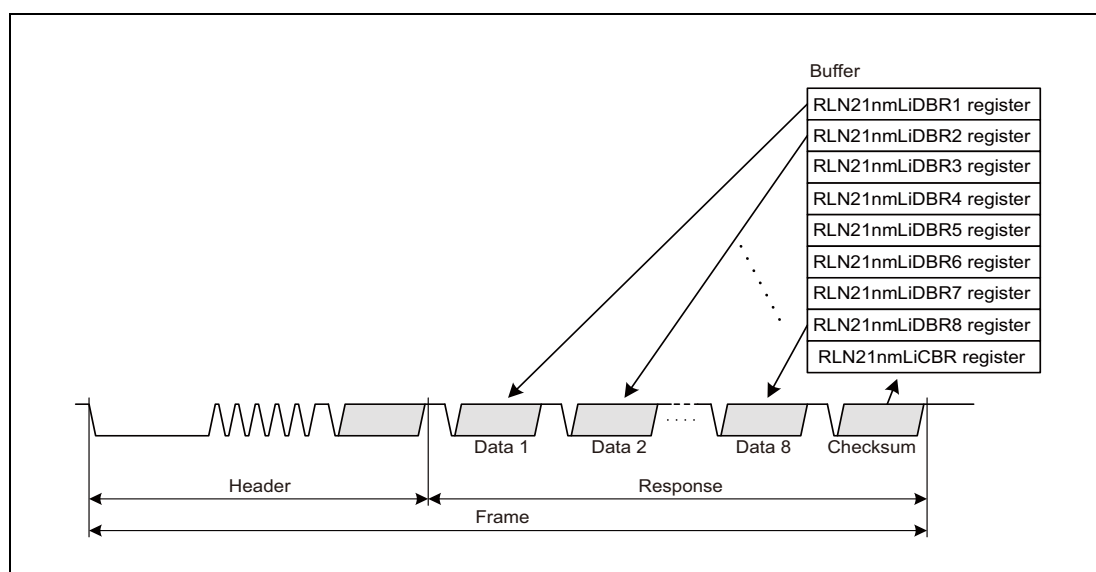 Buffer
RLN21nmLiDBR1 register
RLN21nmLiDBR2 register
RLN21nmLiDBR3 register
RLN21nmLiDBR4 register
RLN21nmLiDBR5 register
RLN21nmLiDBR6 register
RLN21nmLiDBR7 register
RLN21nmLiDBR8 register
RLN21nmLiCBR register
Data 1 Data 2 Data 8 Checksum
Header Response
Frame